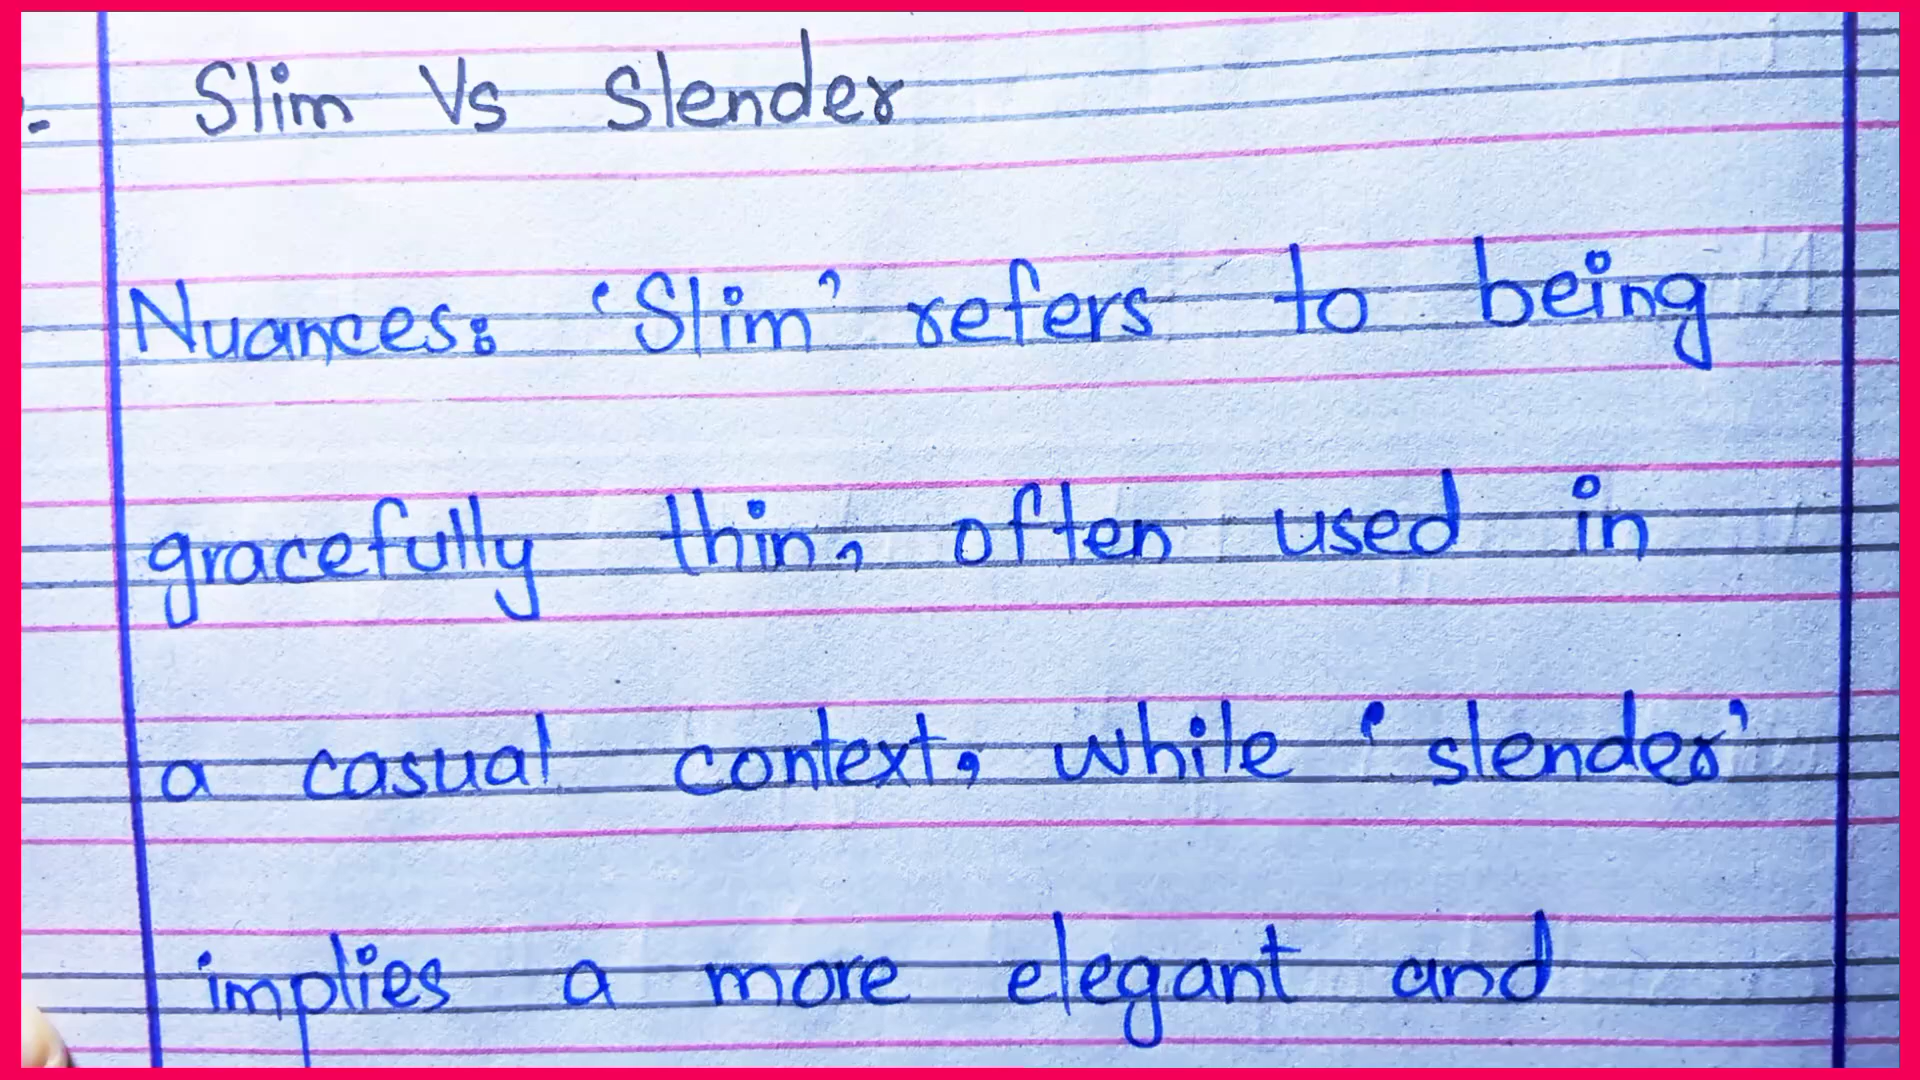 Slim Vs Slender
Nuances: 'Slim' refers to being
gracefully thin, often used in
a casual context, while 'slender'
implies a more elegant and